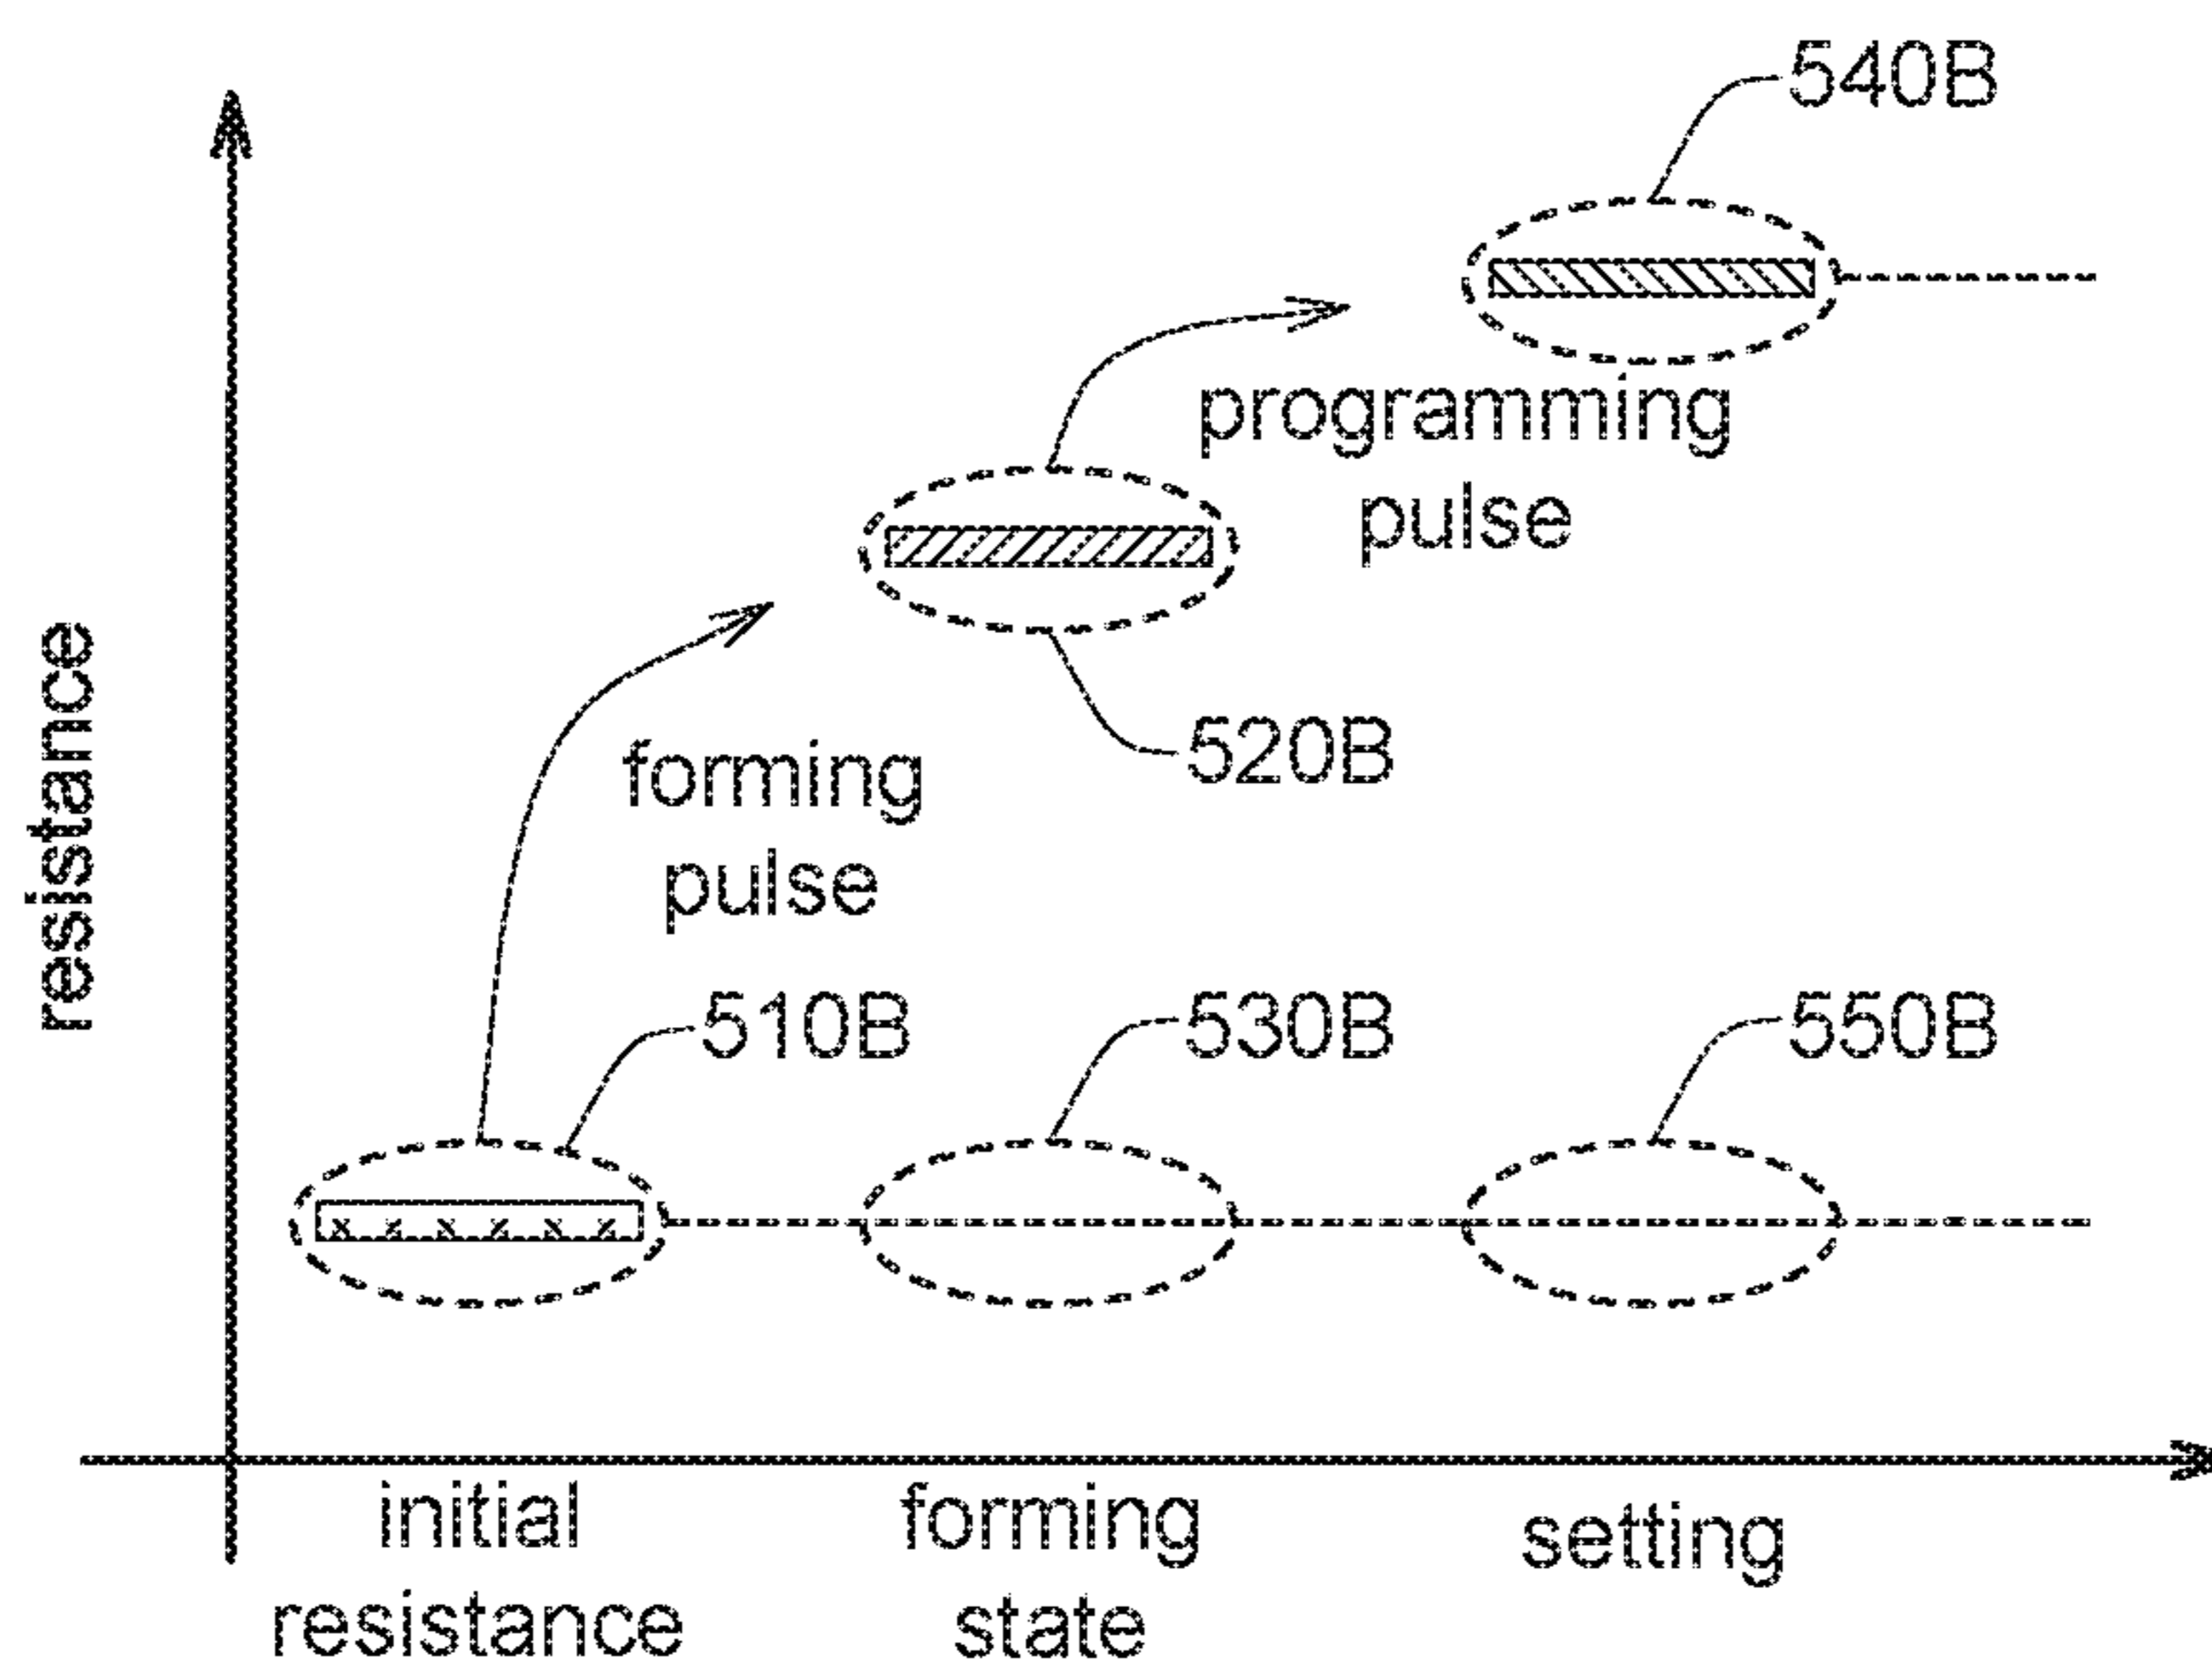 540B
programming
pulse
520B
forming
pulse
resistance
510B
530B
550B
initial
resistance
forming
state
setting